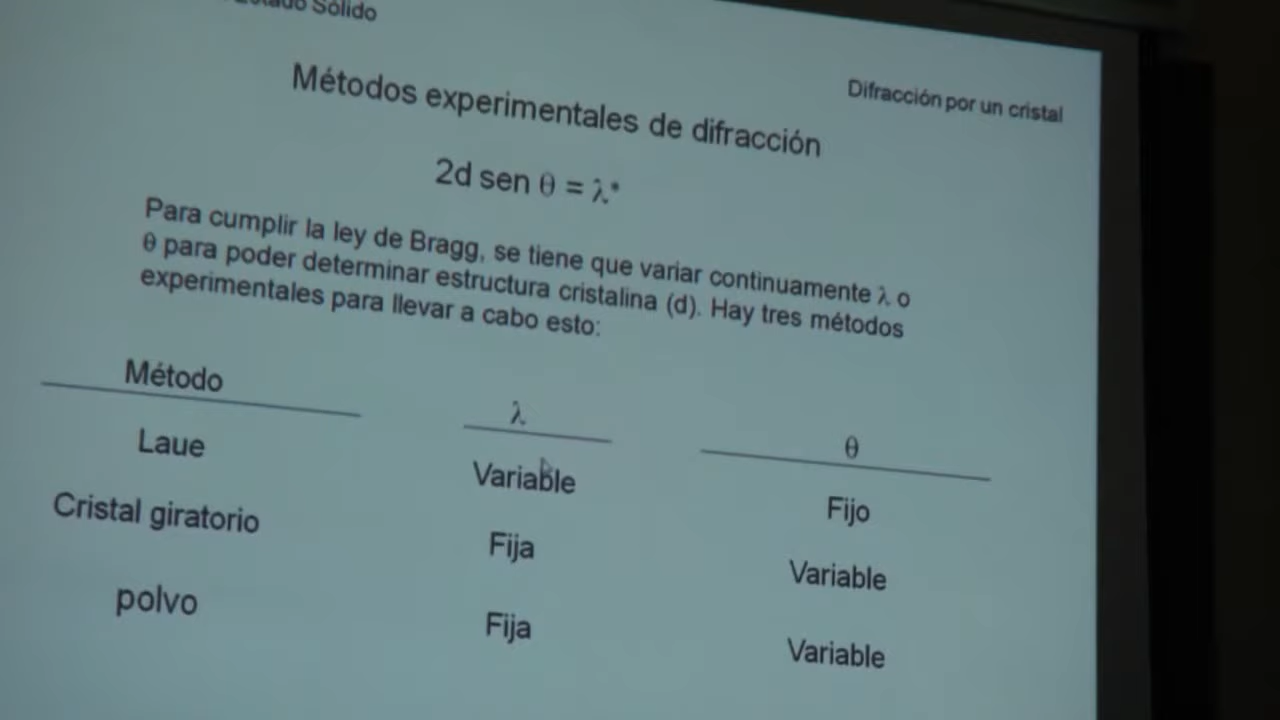 Estado Sólido
Difracción por un cristal
Métodos experimentales de difracción
2d sen θ = λ*
Para cumplir la ley de Bragg, se tiene que variar continuamente λ o
θ para poder determinar estructura cristalina (d). Hay tres métodos
experimentales para llevar a cabo esto:
Método λ θ
Laue Variable Fijo
Cristal giratorio Fija Variable
polvo Fija Variable